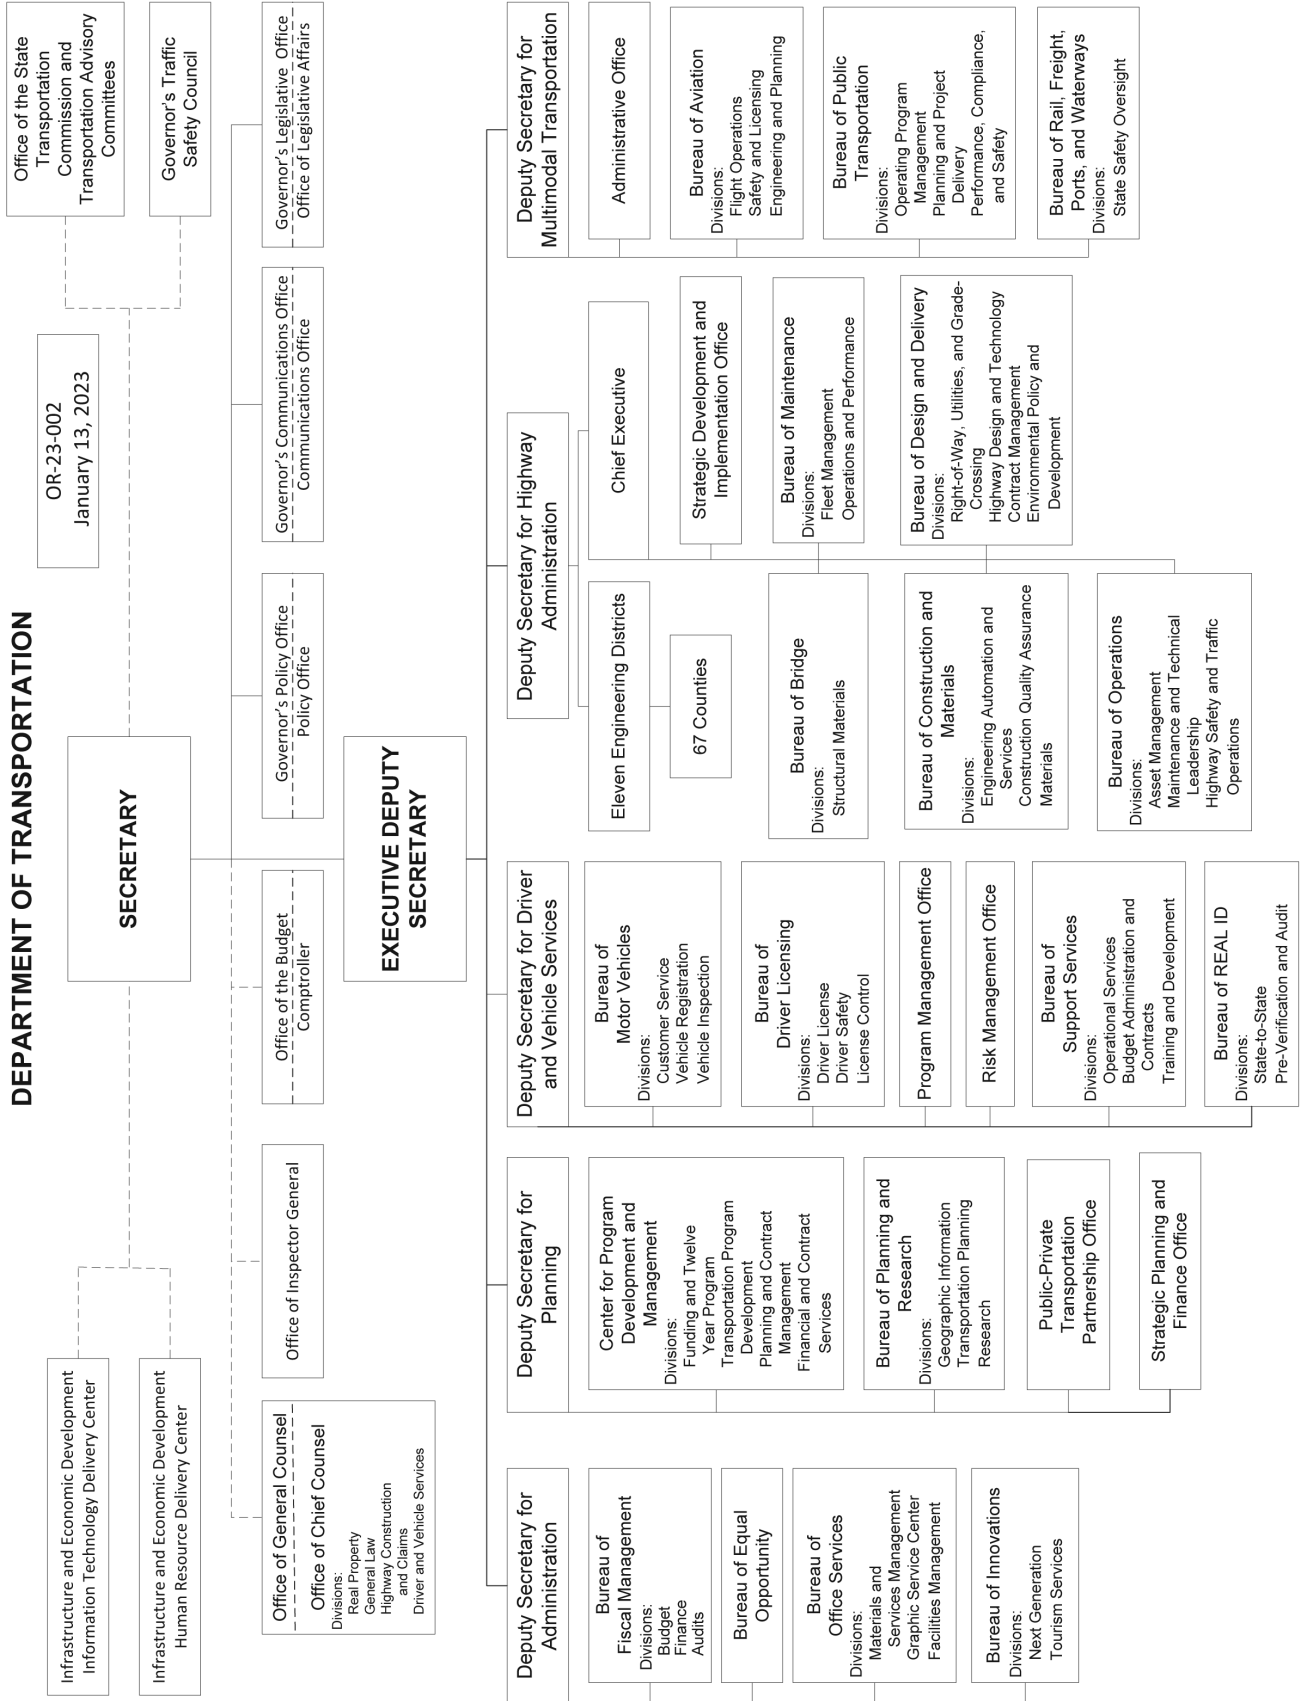 DEPARTMENT OF TRANSPORTATION
OR-23-002
January 13, 2023
Infrastructure and Economic Development
Information Technology Delivery Center
Infrastructure and Economic Development
Human Resource Delivery Center
SECRETARY
Office of the State
Transportation
Commission and
Transportation Advisory
Committees
Governor's Traffic
Safety Council
Office of General Counsel
Office of Chief Counsel
Divisions:
Real Property
General Law
Highway Construction
and Claims
Driver and Vehicle Services
Office of Inspector General
Office of the Budget
Comptroller
Governor's Policy Office
Policy Office
Governor's Communications Office
Communications Office
Governor's Legislative Office
Office of Legislative Affairs
EXECUTIVE DEPUTY
SECRETARY
Deputy Secretary for
Administration
Bureau of
Fiscal Management
Divisions:
Budget
Finance
Audits
Bureau of Equal
Opportunity
Bureau of
Office Services
Divisions:
Materials and
Services Management
Graphic Service Center
Facilities Management
Bureau of Innovations
Divisions:
Next Generation
Tourism Services
Deputy Secretary for
Planning
Center for Program
Development and
Management
Divisions:
Funding and Twelve
Year Program
Transportation Program
Development
Planning and Contract
Management
Financial and Contract
Services
Bureau of Planning and
Research
Divisions:
Geographic Information
Transportation Planning
Research
Public-Private
Transportation
Partnership Office
Strategic Planning and
Finance Office
Deputy Secretary for Driver
and Vehicle Services
Bureau of
Motor Vehicles
Divisions:
Customer Service
Vehicle Registration
Vehicle Inspection
Bureau of
Driver Licensing
Divisions:
Driver License
Driver Safety
License Control
Program Management Office
Risk Management Office
Bureau of
Support Services
Divisions:
Operational Services
Budget Administration and
Contracts
Training and Development
Bureau of REAL ID
Divisions:
State-to-State
Pre-Verification and Audit
Deputy Secretary for Highway
Administration
Eleven Engineering Districts
67 Counties
Bureau of Bridge
Divisions:
Structural Materials
Bureau of Construction and
Materials
Divisions:
Engineering Automation and
Services
Construction Quality Assurance
Materials
Bureau of Operations
Divisions:
Asset Management
Maintenance and Technical
Leadership
Highway Safety and Traffic
Operations
Chief Executive
Strategic Development and
Implementation Office
Bureau of Maintenance
Divisions:
Fleet Management
Operations and Performance
Bureau of Design and Delivery
Divisions:
Right-of-Way, Utilities, and Grade-
Crossing
Highway Design and Technology
Contract Management
Environmental Policy and
Development
Deputy Secretary for
Multimodal Transportation
Administrative Office
Bureau of Aviation
Divisions:
Flight Operations
Safety and Licensing
Engineering and Planning
Bureau of Public
Transportation
Divisions:
Operating Program
Management
Planning and Project
Delivery
Performance, Compliance,
and Safety
Bureau of Rail, Freight,
Ports, and Waterways
Divisions:
State Safety Oversight